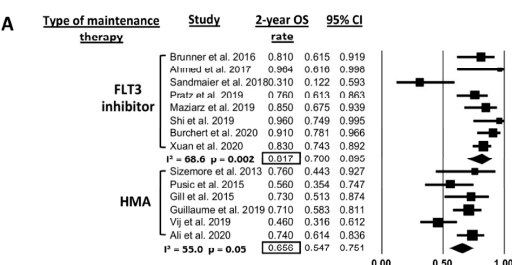 A
Type of maintenance therapy Study 2-year OS rate 95% CI
FLT3 inhibitor
Brunner et al. 2016 0.810 0.615 0.919
Ahmed et al. 2017 0.964 0.616 0.998
Sandmaier et al. 2018 0.310 0.122 0.593
Pratz et al. 2019 0.760 0.613 0.863
Maziarz et al. 2019 0.850 0.675 0.939
Shi et al. 2019 0.960 0.749 0.995
Burchert et al. 2020 0.910 0.781 0.966
Xuan et al. 2020 0.830 0.743 0.892
I² = 68.6 p = 0.002 0.817 0.700 0.895
HMA
Sizemore et al. 2013 0.760 0.443 0.927
Pusic et al. 2015 0.560 0.354 0.747
Gill et al. 2015 0.730 0.513 0.874
Guillaume et al. 2019 0.710 0.583 0.811
Vij et al. 2019 0.460 0.316 0.612
Ali et al. 2020 0.740 0.614 0.836
I² = 55.0 p = 0.05 0.656 0.547 0.751
0.00 0.50 1.00